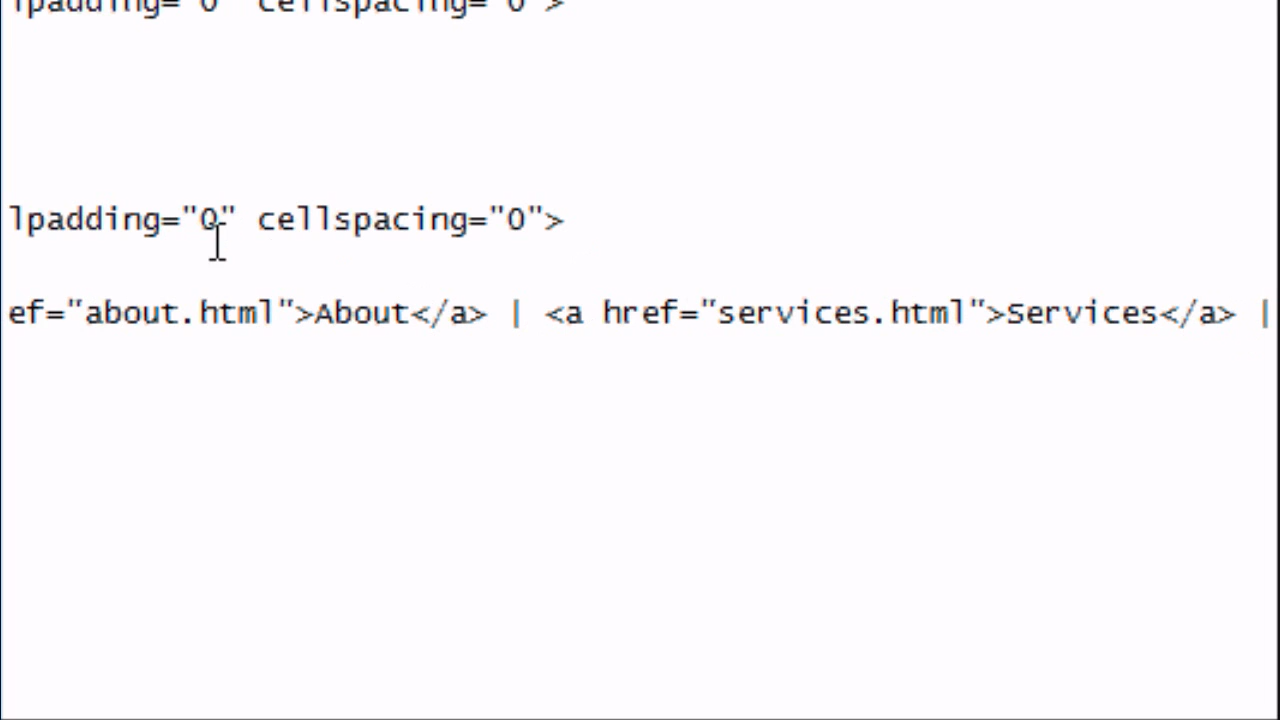 lpadding="0" cellspacing="0">
lpadding="0" cellspacing="0">
ef="about.html">About</a> | <a href="services.html">Services</a> |